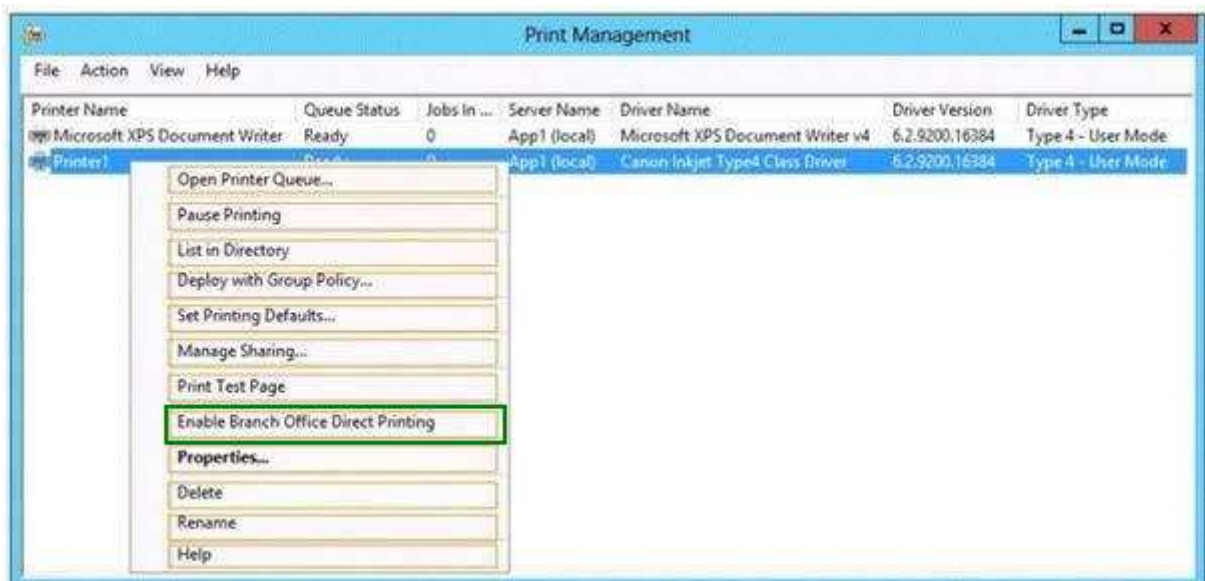 Print Management
File Action View Help
Printer Name Queue Status Jobs In ... Server Name Driver Name Driver Version Driver Type
Microsoft XPS Document Writer Ready 0 App1 (local) Microsoft XPS Document Writer v4 6.2.9200.16384 Type 4 - User Mode
Printer1 Ready 0 App1 (local) Canon Inkjet Type4 Class Driver 6.2.9200.16384 Type 4 - User Mode
Open Printer Queue...
Pause Printing
List in Directory
Deploy with Group Policy...
Set Printing Defaults...
Manage Sharing...
Print Test Page
Enable Branch Office Direct Printing
Properties...
Delete
Rename
Help